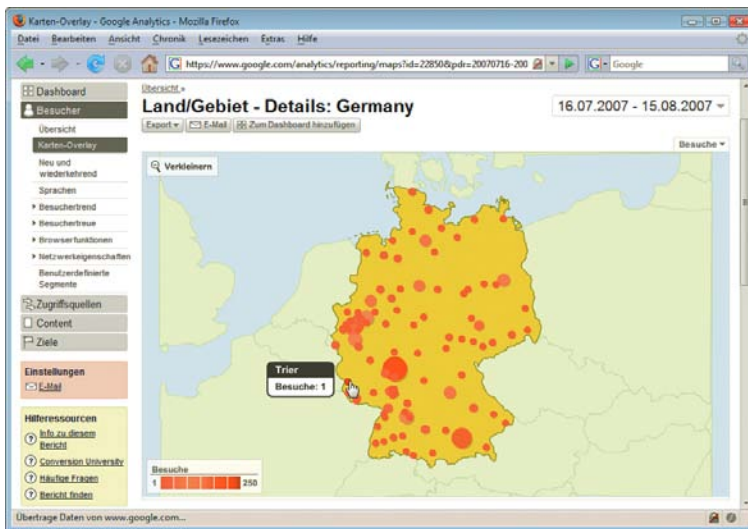 Karten-Overlay - Google Analytics - Mozilla Firefox
Datei Bearbeiten Ansicht Chronik Lesezeichen Extras Hilfe
https://www.google.com/analytics/reporting/maps?id=22850&pdr=20070716-200
Google
Dashboard
Besucher
Übersicht
Karten-Overlay
Neu und
wiederkehrend
Sprachen
Besuchertrend
Besuchertreue
Browserfunktionen
Netzwerkeigenschaften
Benutzerdefinierte
Segmente
Zugriffsquellen
Content
Ziele
Einstellungen
E-Mail
Hilferessourcen
Info zu diesem
Bericht
Conversion University
Häufige Fragen
Bericht finden
Übersicht »
Land/Gebiet - Details: Germany
16.07.2007 - 15.08.2007
Export
E-Mail
Zum Dashboard hinzufügen
Besuche
Verkleinern
Trier
Besuche: 1
Besuche
1 250
Übertrage Daten von www.google.com...